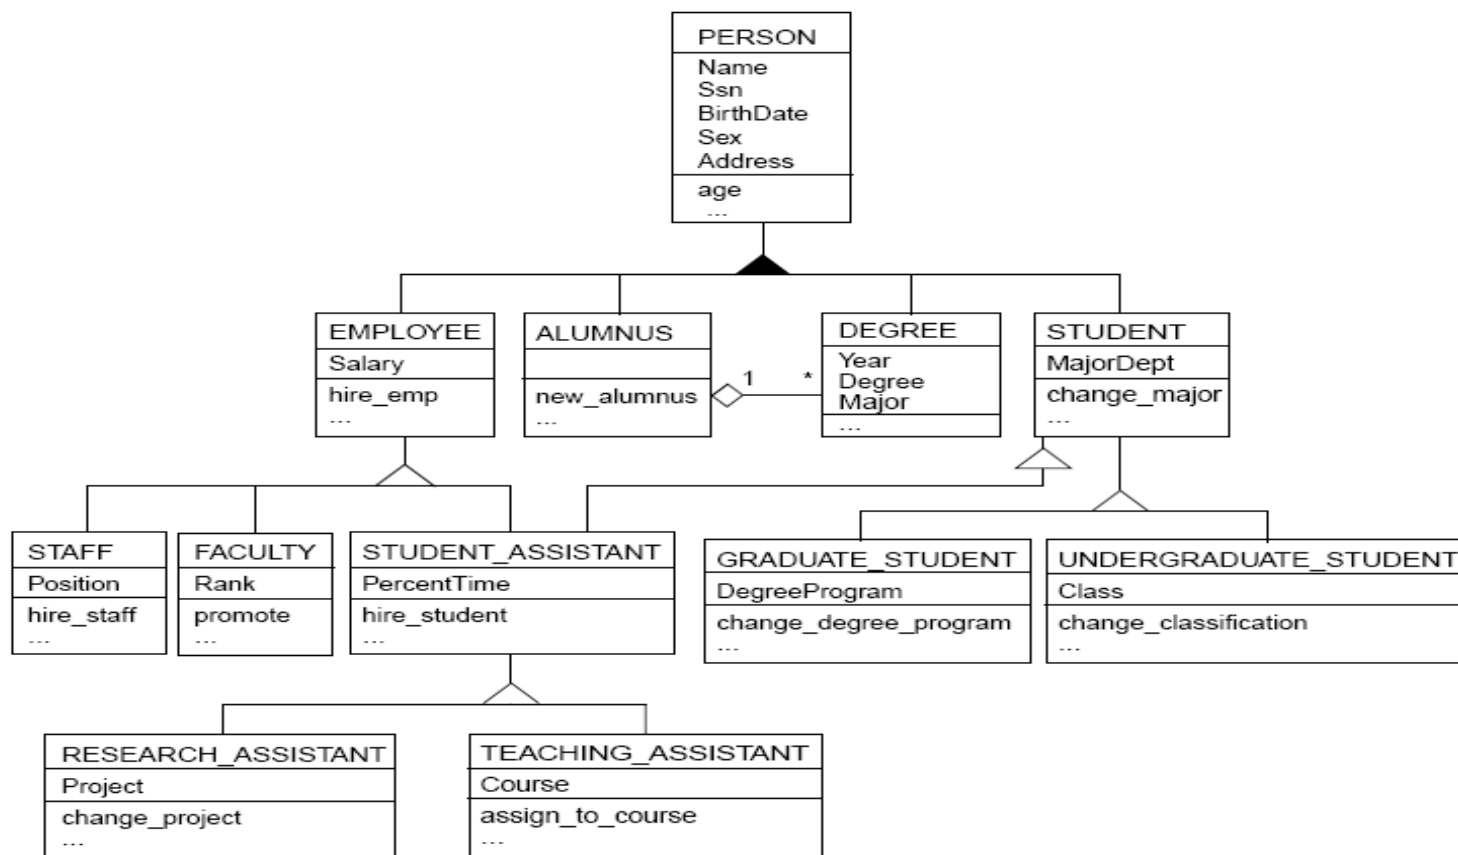 PERSON
Name
Ssn
BirthDate
Sex
Address
age
...
EMPLOYEE
Salary
hire_emp
...
ALUMNUS
new_alumnus
...
1
*
DEGREE
Year
Degree
Major
...
STUDENT
MajorDept
change_major
...
STAFF
Position
hire_staff
...
FACULTY
Rank
promote
...
STUDENT_ASSISTANT
PercentTime
hire_student
...
GRADUATE_STUDENT
DegreeProgram
change_degree_program
...
UNDERGRADUATE_STUDENT
Class
change_classification
...
RESEARCH_ASSISTANT
Project
change_project
...
TEACHING_ASSISTANT
Course
assign_to_course
...